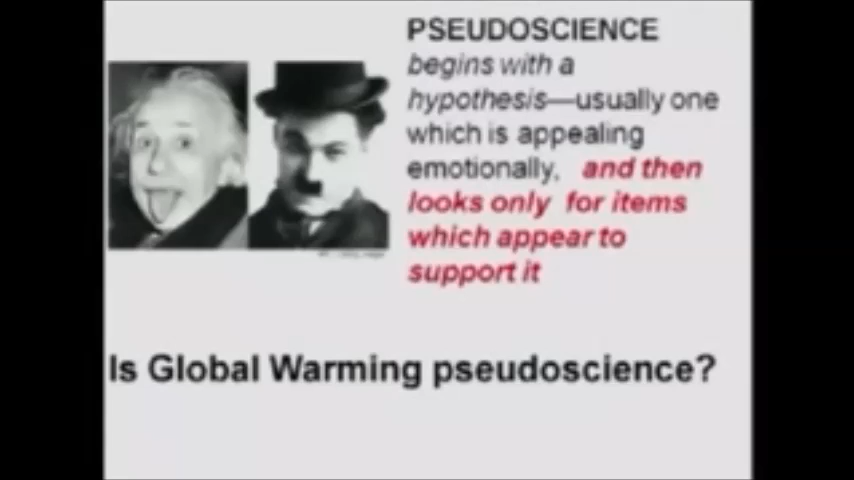 PSEUDOSCIENCE
begins with a
hypothesis—usually one
which is appealing
emotionally, and then
looks only for items
which appear to
support it
Is Global Warming pseudoscience?